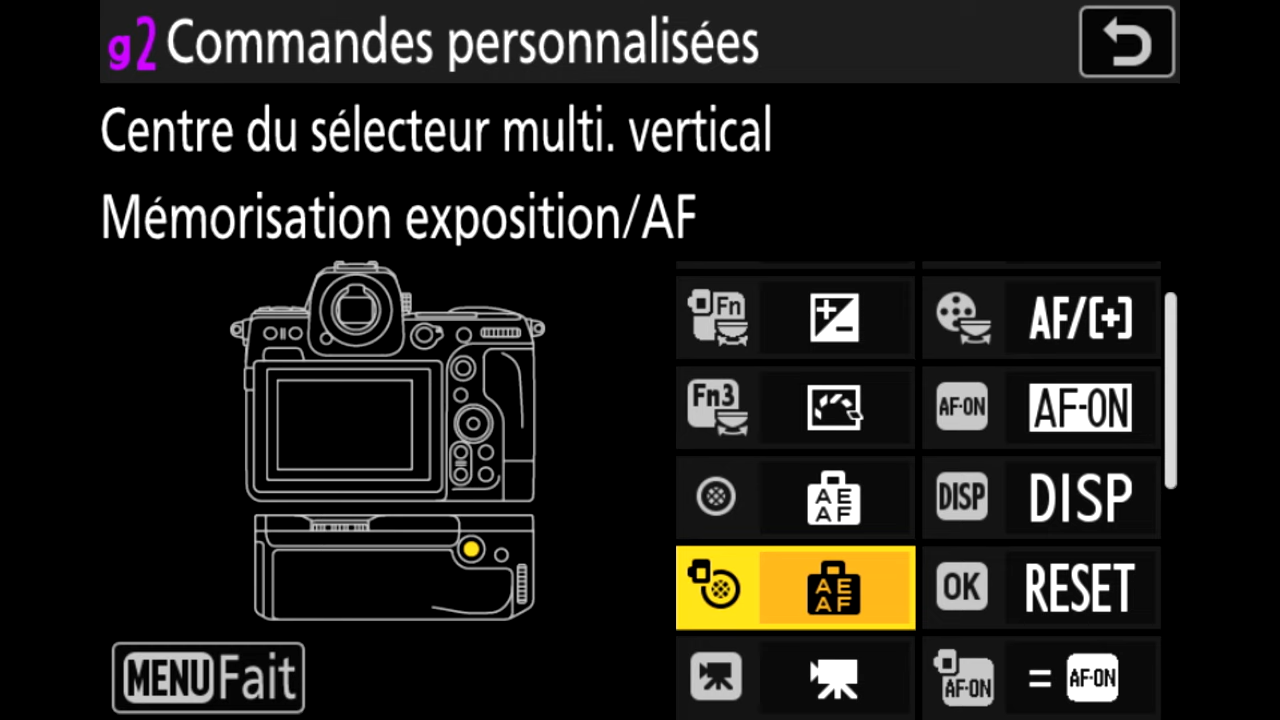 g2 Commandes personnalisées
Centre du sélecteur multi. vertical
Mémorisation exposition/AF
Fn
AF/[+]
Fn3
AF-ON AF-ON
AE AF
DISP DISP
AE AF
OK RESET
AF-ON = AF-ON
MENU Fait